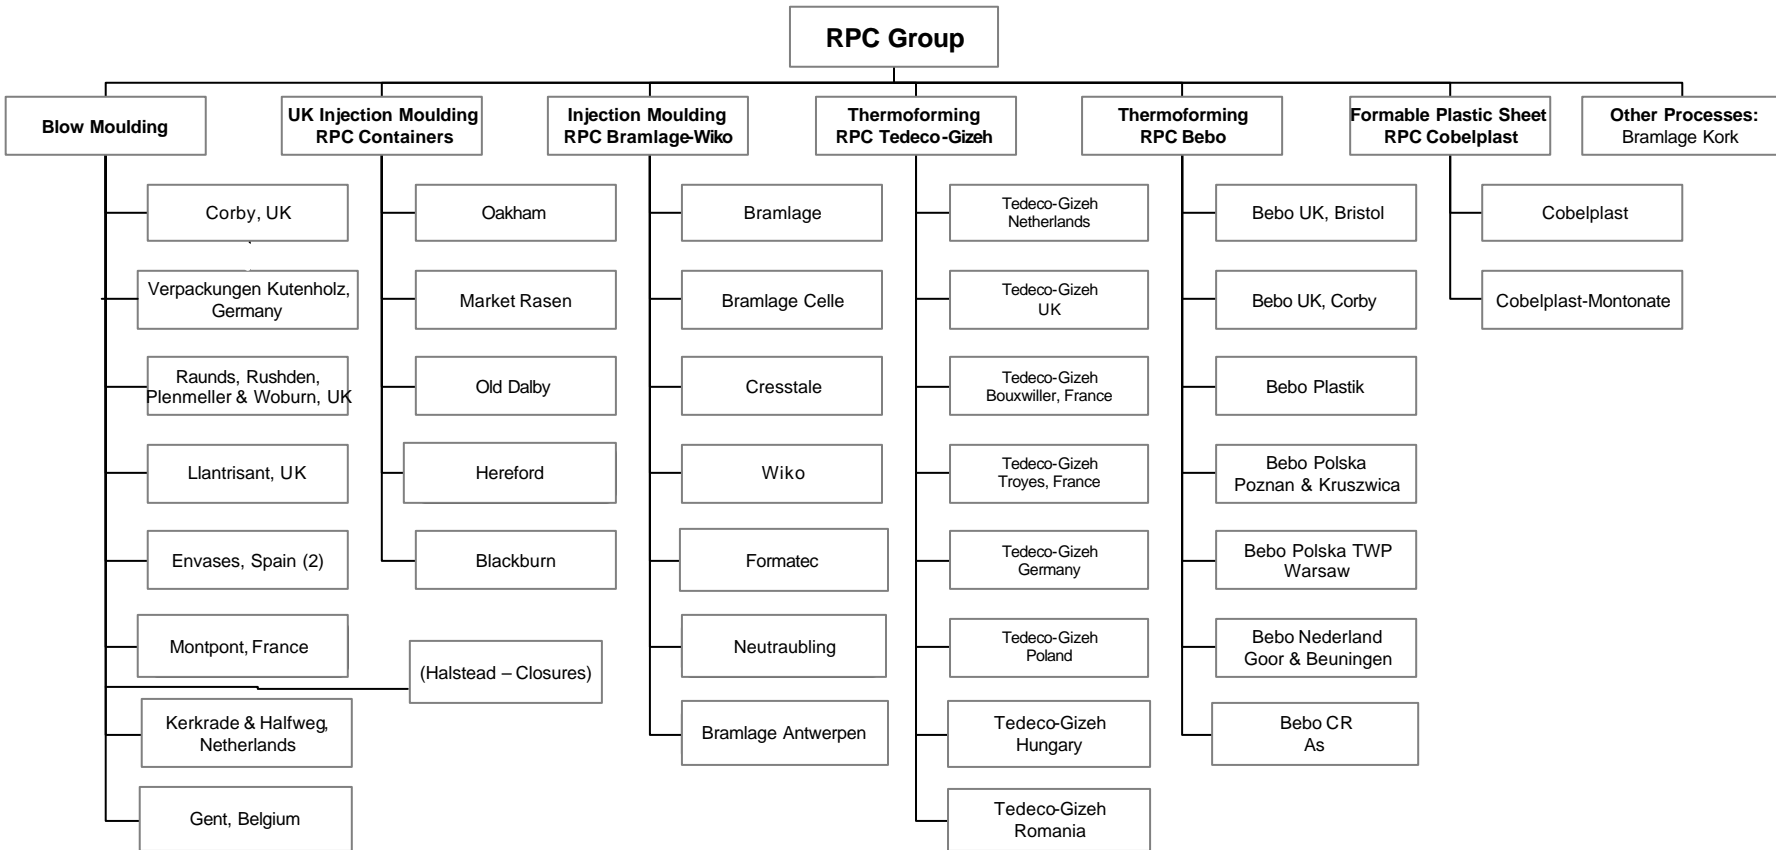 RPC Group
Blow Moulding
UK Injection Moulding
RPC Containers
Injection Moulding
RPC Bramlage-Wiko
Thermoforming
RPC Tedeco-Gizeh
Thermoforming
RPC Bebo
Formable Plastic Sheet
RPC Cobelplast
Other Processes:
Bramlage Kork
Corby, UK
Verpackungen Kutenholz,
Germany
Raunds, Rushden,
Plenmeller & Woburn, UK
Llantrisant, UK
Envases, Spain (2)
Montpont, France
(Halstead – Closures)
Kerkrade & Halfweg,
Netherlands
Gent, Belgium
Oakham
Market Rasen
Old Dalby
Hereford
Blackburn
Bramlage
Bramlage Celle
Cresstale
Wiko
Formatec
Neutraubling
Bramlage Antwerpen
Tedeco-Gizeh
Netherlands
Tedeco-Gizeh
UK
Tedeco-Gizeh
Bouxwiller, France
Tedeco-Gizeh
Troyes, France
Tedeco-Gizeh
Germany
Tedeco-Gizeh
Poland
Tedeco-Gizeh
Hungary
Tedeco-Gizeh
Romania
Bebo UK, Bristol
Bebo UK, Corby
Bebo Plastik
Bebo Polska
Poznan & Kruszwica
Bebo Polska TWP
Warsaw
Bebo Nederland
Goor & Beuningen
Bebo CR
As
Cobelplast
Cobelplast-Montonate